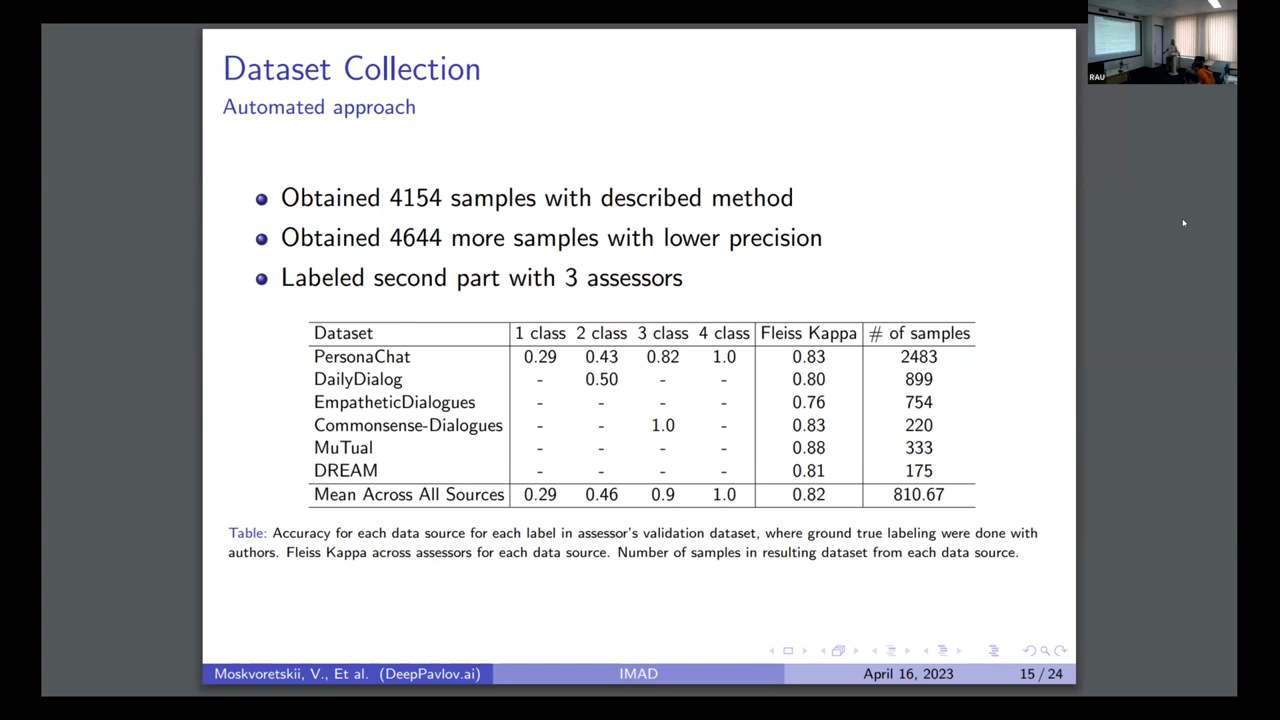 RAU
Dataset Collection
Automated approach
Obtained 4154 samples with described method
Obtained 4644 more samples with lower precision
Labeled second part with 3 assessors
Dataset 1 class 2 class 3 class 4 class Fleiss Kappa # of samples
PersonaChat 0.29 0.43 0.82 1.0 0.83 2483
DailyDialog - 0.50 - - 0.80 899
EmpatheticDialogues - - - - 0.76 754
Commonsense-Dialogues - - 1.0 - 0.83 220
MuTual - - - - 0.88 333
DREAM - - - - 0.81 175
Mean Across All Sources 0.29 0.46 0.9 1.0 0.82 810.67
Table: Accuracy for each data source for each label in assessor's validation dataset, where ground true labeling were done with
authors. Fleiss Kappa across assessors for each data source. Number of samples in resulting dataset from each data source.
Moskvoretskii, V., Et al. (DeepPavlov.ai) IMAD April 16, 2023 15 / 24